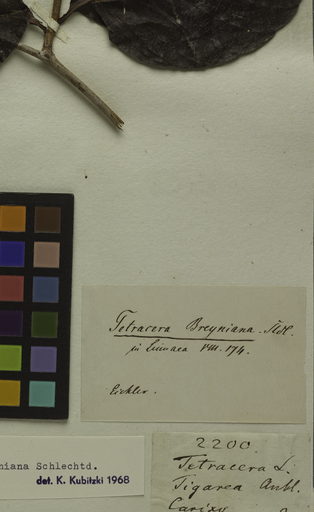 Tetracera Breyniana. Schl.
in Linnaea VIII. 174.
Eichler.
niana Schlechtd.
det. K. Kubitzki 1968
2200.
Tetracera L.
Tigarea Aubl.